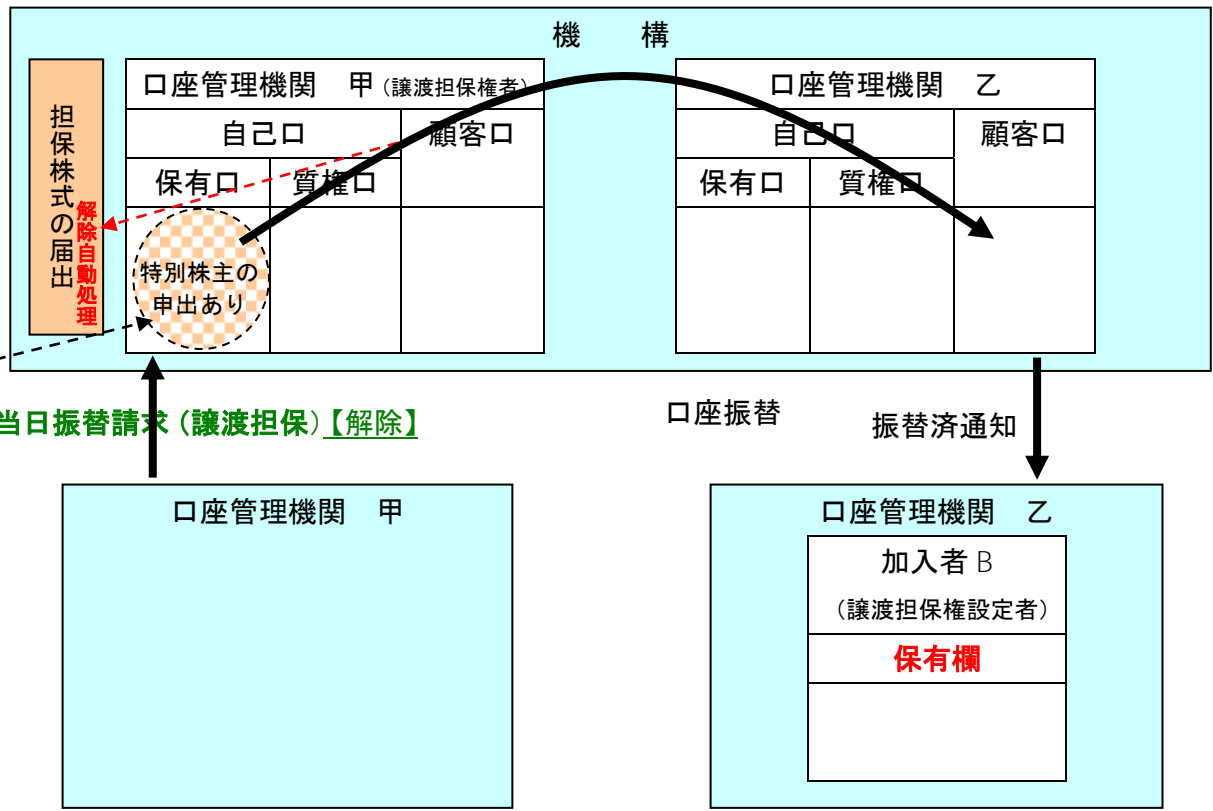 機 構
担保株式の届出
解除自動処理
口座管理機関 甲(譲渡担保権者)
自己口
顧客口
保有口
質権口
特別株主の
申出あり
口座管理機関 乙
自己口
顧客口
保有口
質権口
当日振替請求(譲渡担保)【解除】
口座振替
振替済通知
口座管理機関 甲
口座管理機関 乙
加入者 B
(譲渡担保権設定者)
保有欄